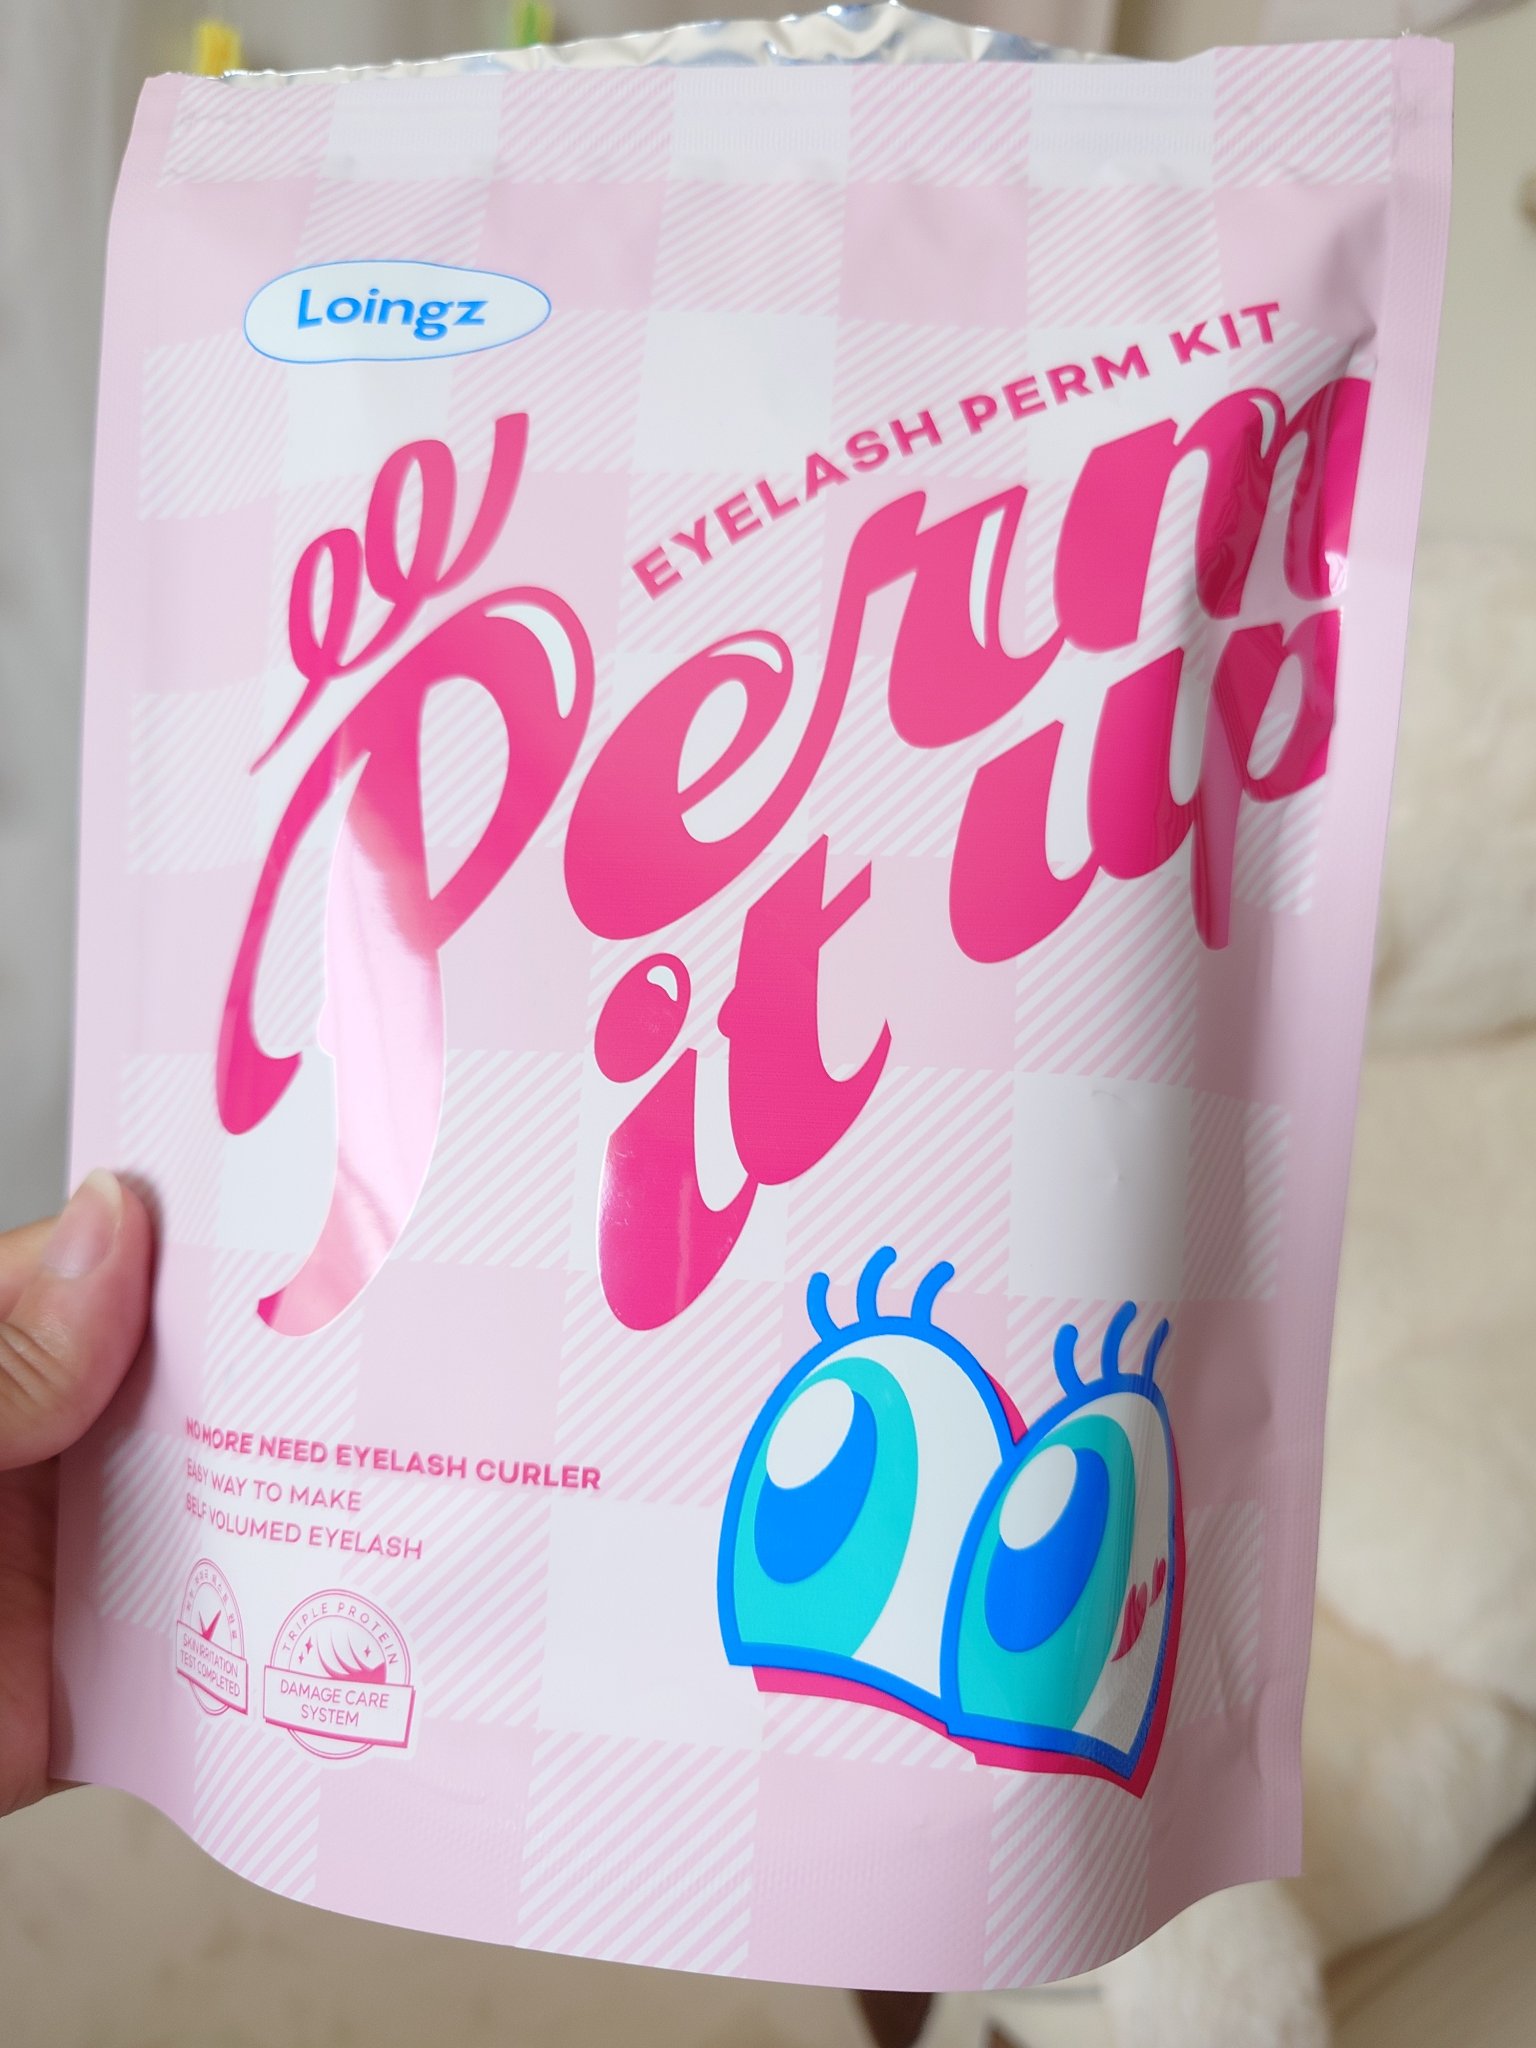 Loingz
EYELASH PERM KIT
Perm
it up
NO MORE NEED EYELASH CURLER
EASY WAY TO MAKE
SELF VOLUMED EYELASH
SKIN IRRITATION
TEST COMPLETED
TRIPLE PROTEIN
DAMAGE CARE
SYSTEM